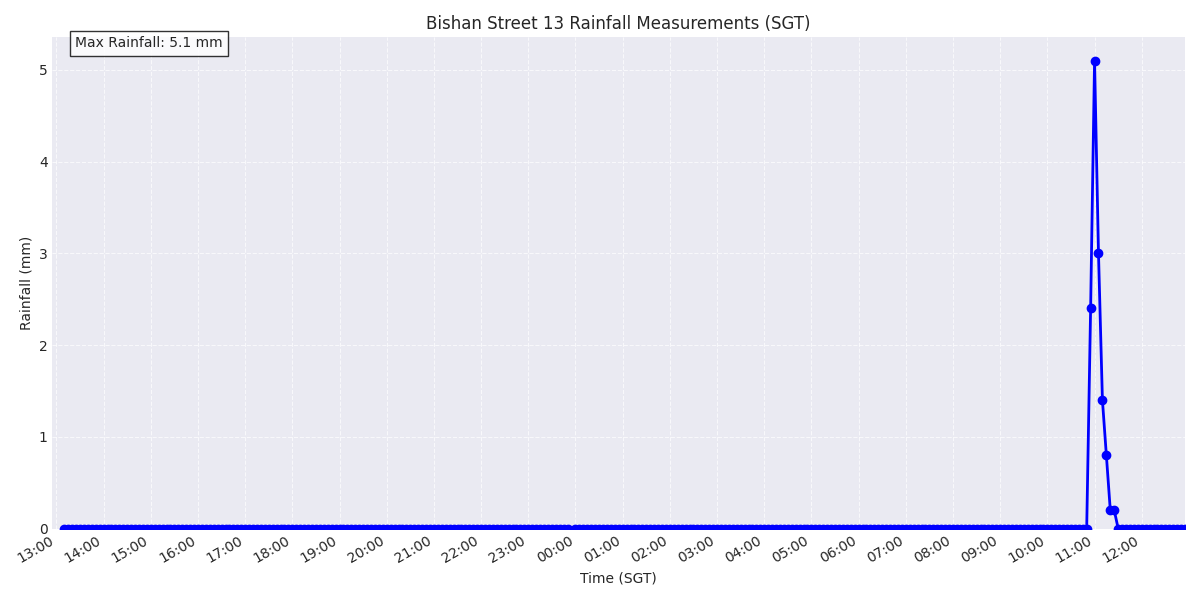 Bishan Street 13 Rainfall Measurements (SGT)
Max Rainfall: 5.1 mm
5
4
3
2
1
0
Rainfall (mm)
13:00 14:00 15:00 16:00 17:00 18:00 19:00 20:00 21:00 22:00 23:00 00:00 01:00 02:00 03:00 04:00 05:00 06:00 07:00 08:00 09:00 10:00 11:00 12:00
Time (SGT)